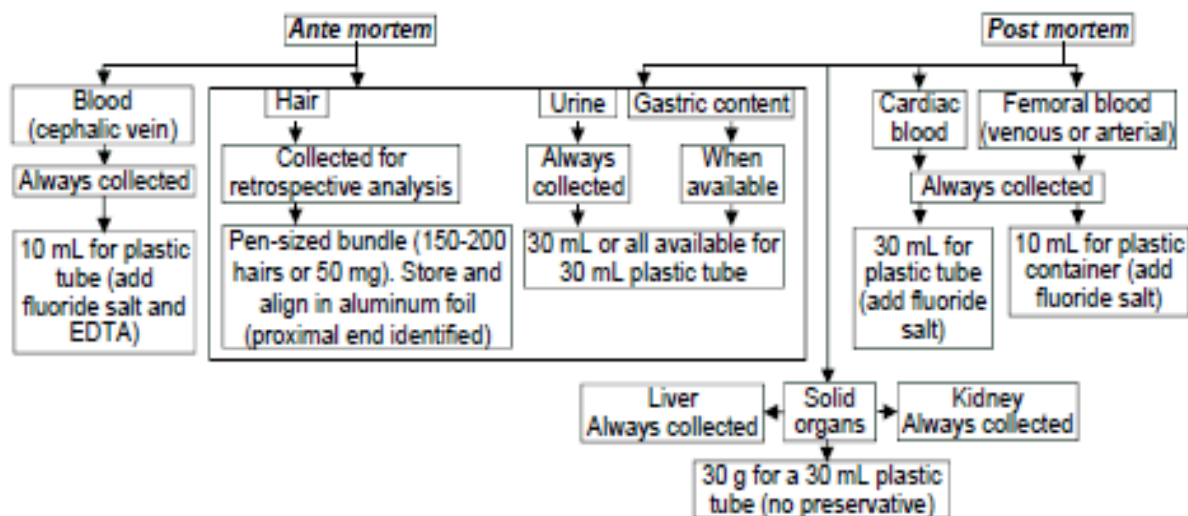 Ante mortem
Post mortem
Blood
(cephalic vein)
Always collected
10 mL for plastic
tube (add
fluoride salt and
EDTA)
Hair
Collected for
retrospective analysis
Pen-sized bundle (150-200
hairs or 50 mg). Store and
align in aluminum foil
(proximal end identified)
Urine
Always
collected
Gastric content
When
available
30 mL or all available for
30 mL plastic tube
Cardiac
blood
Femoral blood
(venous or arterial)
Always collected
30 mL for
plastic tube
(add fluoride
salt)
10 mL for plastic
container (add
fluoride salt)
Liver
Always collected
Solid
organs
Kidney
Always collected
30 g for a 30 mL plastic
tube (no preservative)